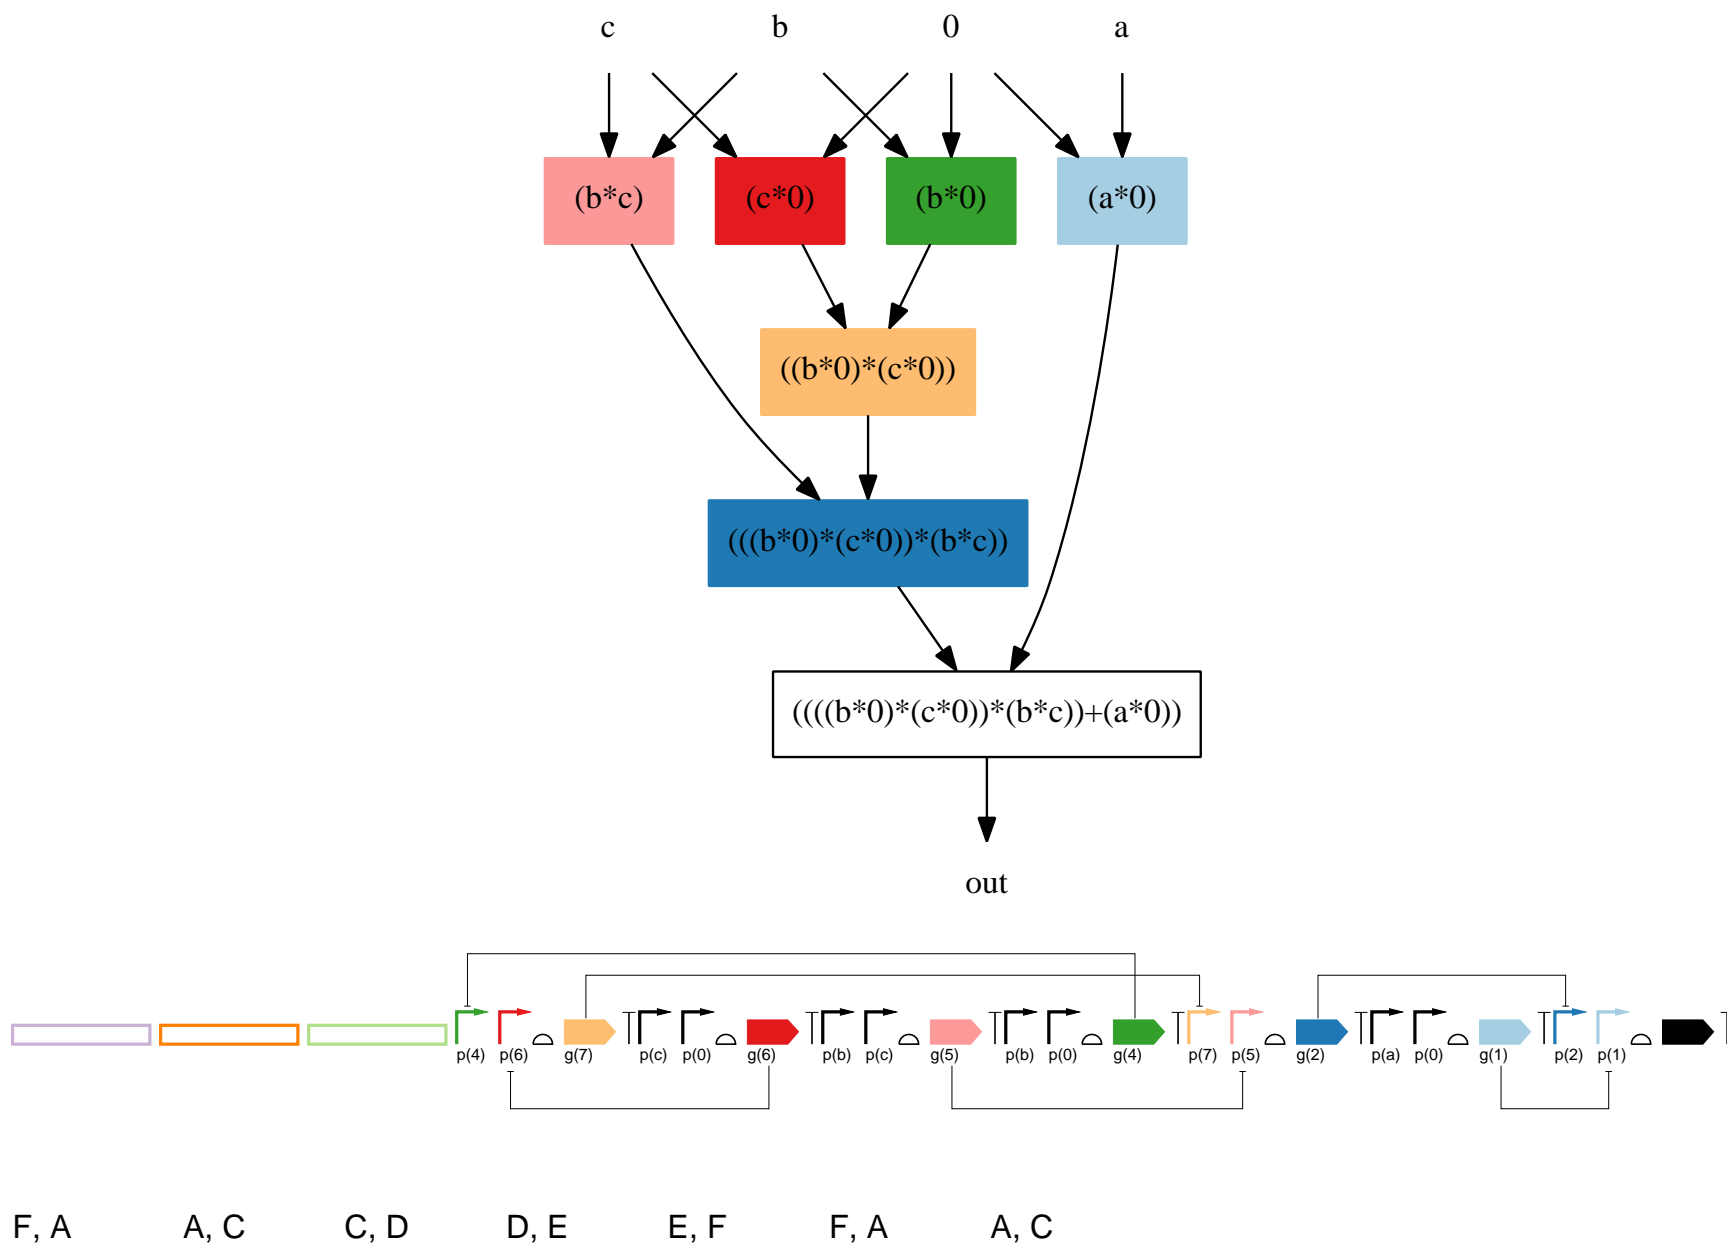 c b 0 a
(b*c) (c*0) (b*0) (a*0)
((b*0)*(c*0))
(((b*0)*(c*0))*(b*c))
((((b*0)*(c*0))*(b*c))+(a*0))
out
p(4) p(6) g(7) p(c) p(0) g(6) p(b) p(c) g(5) p(b) p(0) g(4) p(7) p(5) g(2) p(a) p(0) g(1) p(2) p(1)
F, A A, C C, D D, E E, F F, A A, C